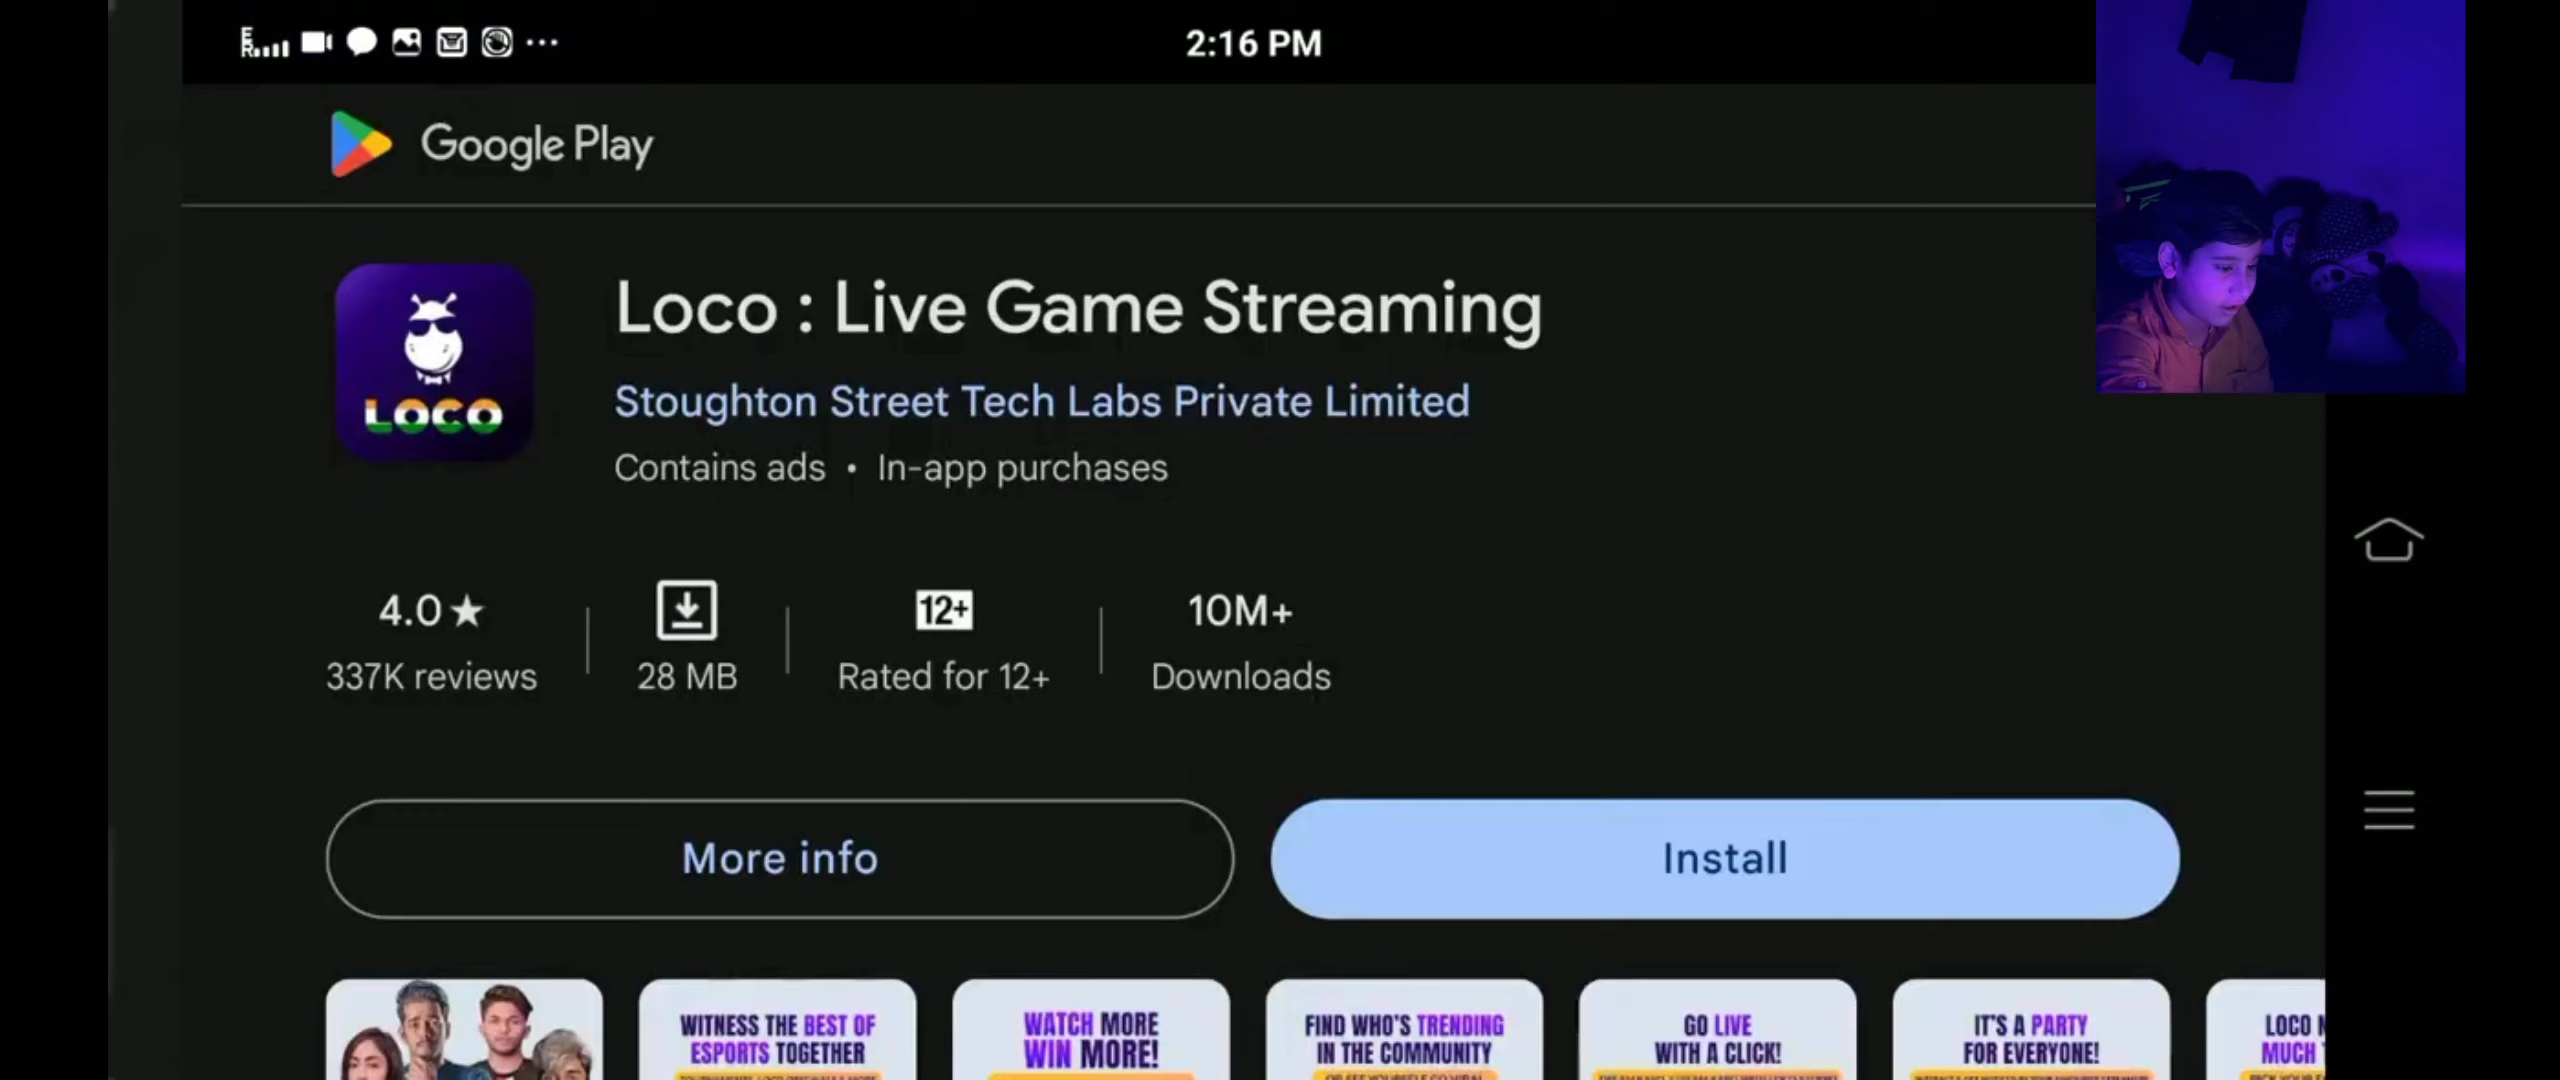 2:16 PM
Google Play
LOCO
Loco : Live Game Streaming
Stoughton Street Tech Labs Private Limited
Contains ads • In-app purchases
4.0★
337K reviews
28 MB
12+
Rated for 12+
10M+
Downloads
More info
Install
WITNESS THE BEST OF
ESPORTS TOGETHER
WATCH MORE
WIN MORE!
FIND WHO'S TRENDING
IN THE COMMUNITY
GO LIVE
WITH A CLICK!
IT'S A PARTY
FOR EVERYONE!
LOCO
MUCH